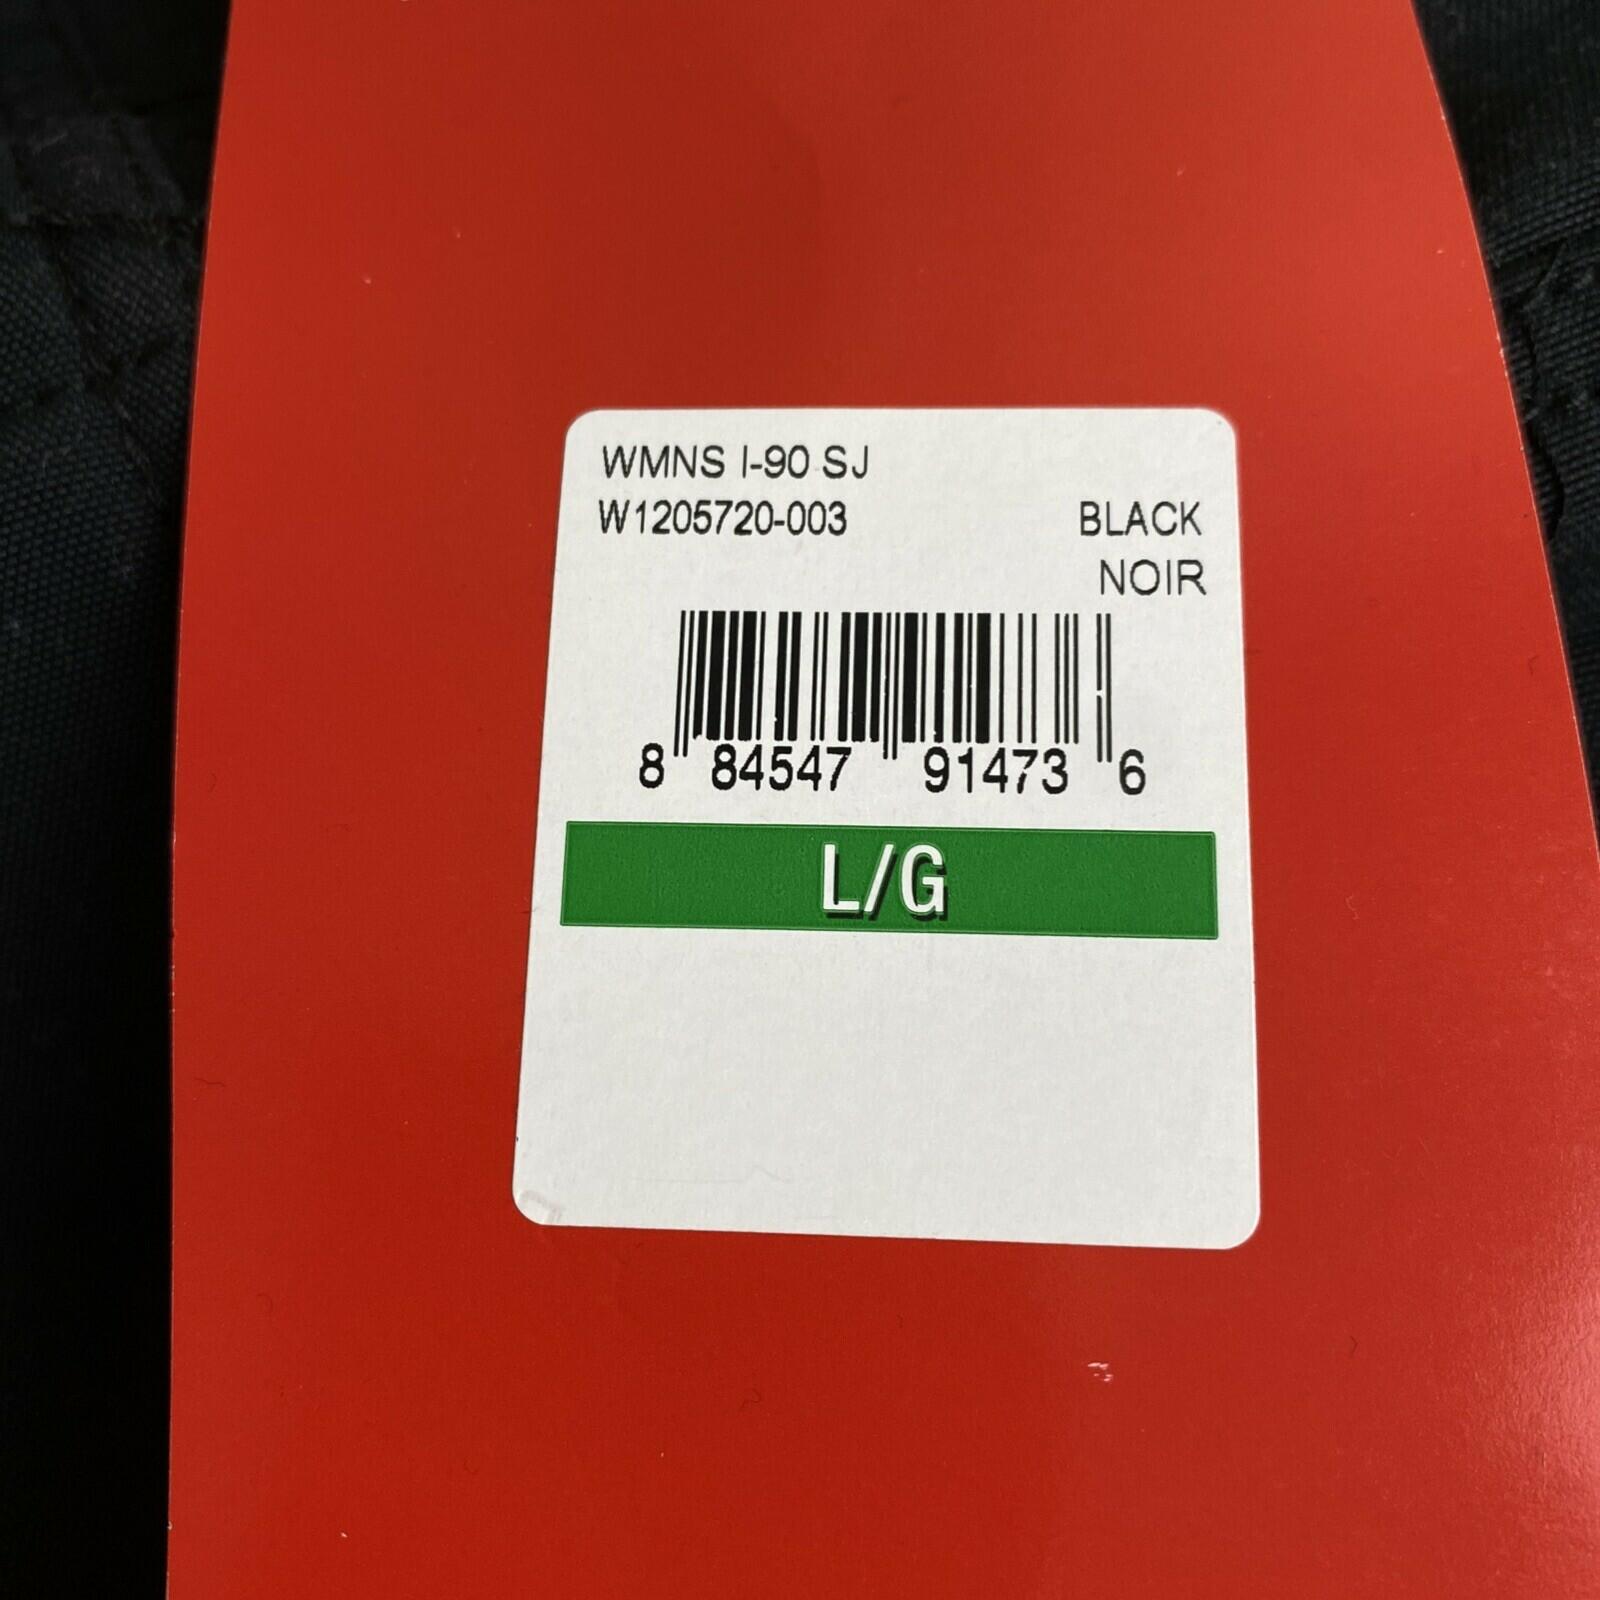 WMNS I-90 SJ
W1205720-003 BLACK
NOIR
8 84547 91473 6
L/G